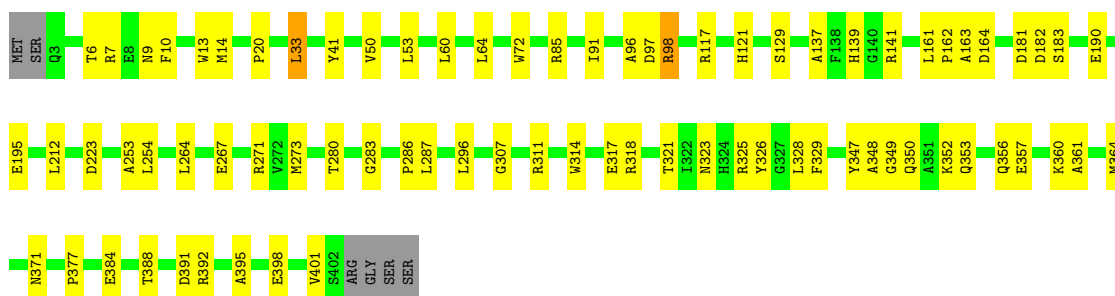 MET SER Q3 T6 R7 E8 N9 F10 W13 M14 P20 L33 Y41 V50 L53 L60 L64 W72 R85 I91 A96 D97 R98 R117 H121 S129 A137 F138 H139 G140 R141 L161 P162 A163 D164 D181 D182 S183 E190
E195 L212 D223 A253 L254 L264 E267 R271 V272 M273 T280 G283 P286 L287 L296 G307 R311 W314 E317 R318 T321 I322 N323 H324 R325 Y326 G327 L328 F329 Y347 A348 G349 Q350 A351 K352 Q353 Q356 E357 K360 A361 M364
N371 P377 E384 T388 D391 R392 A395 E398 V401 S402 ARG GLY SER SER